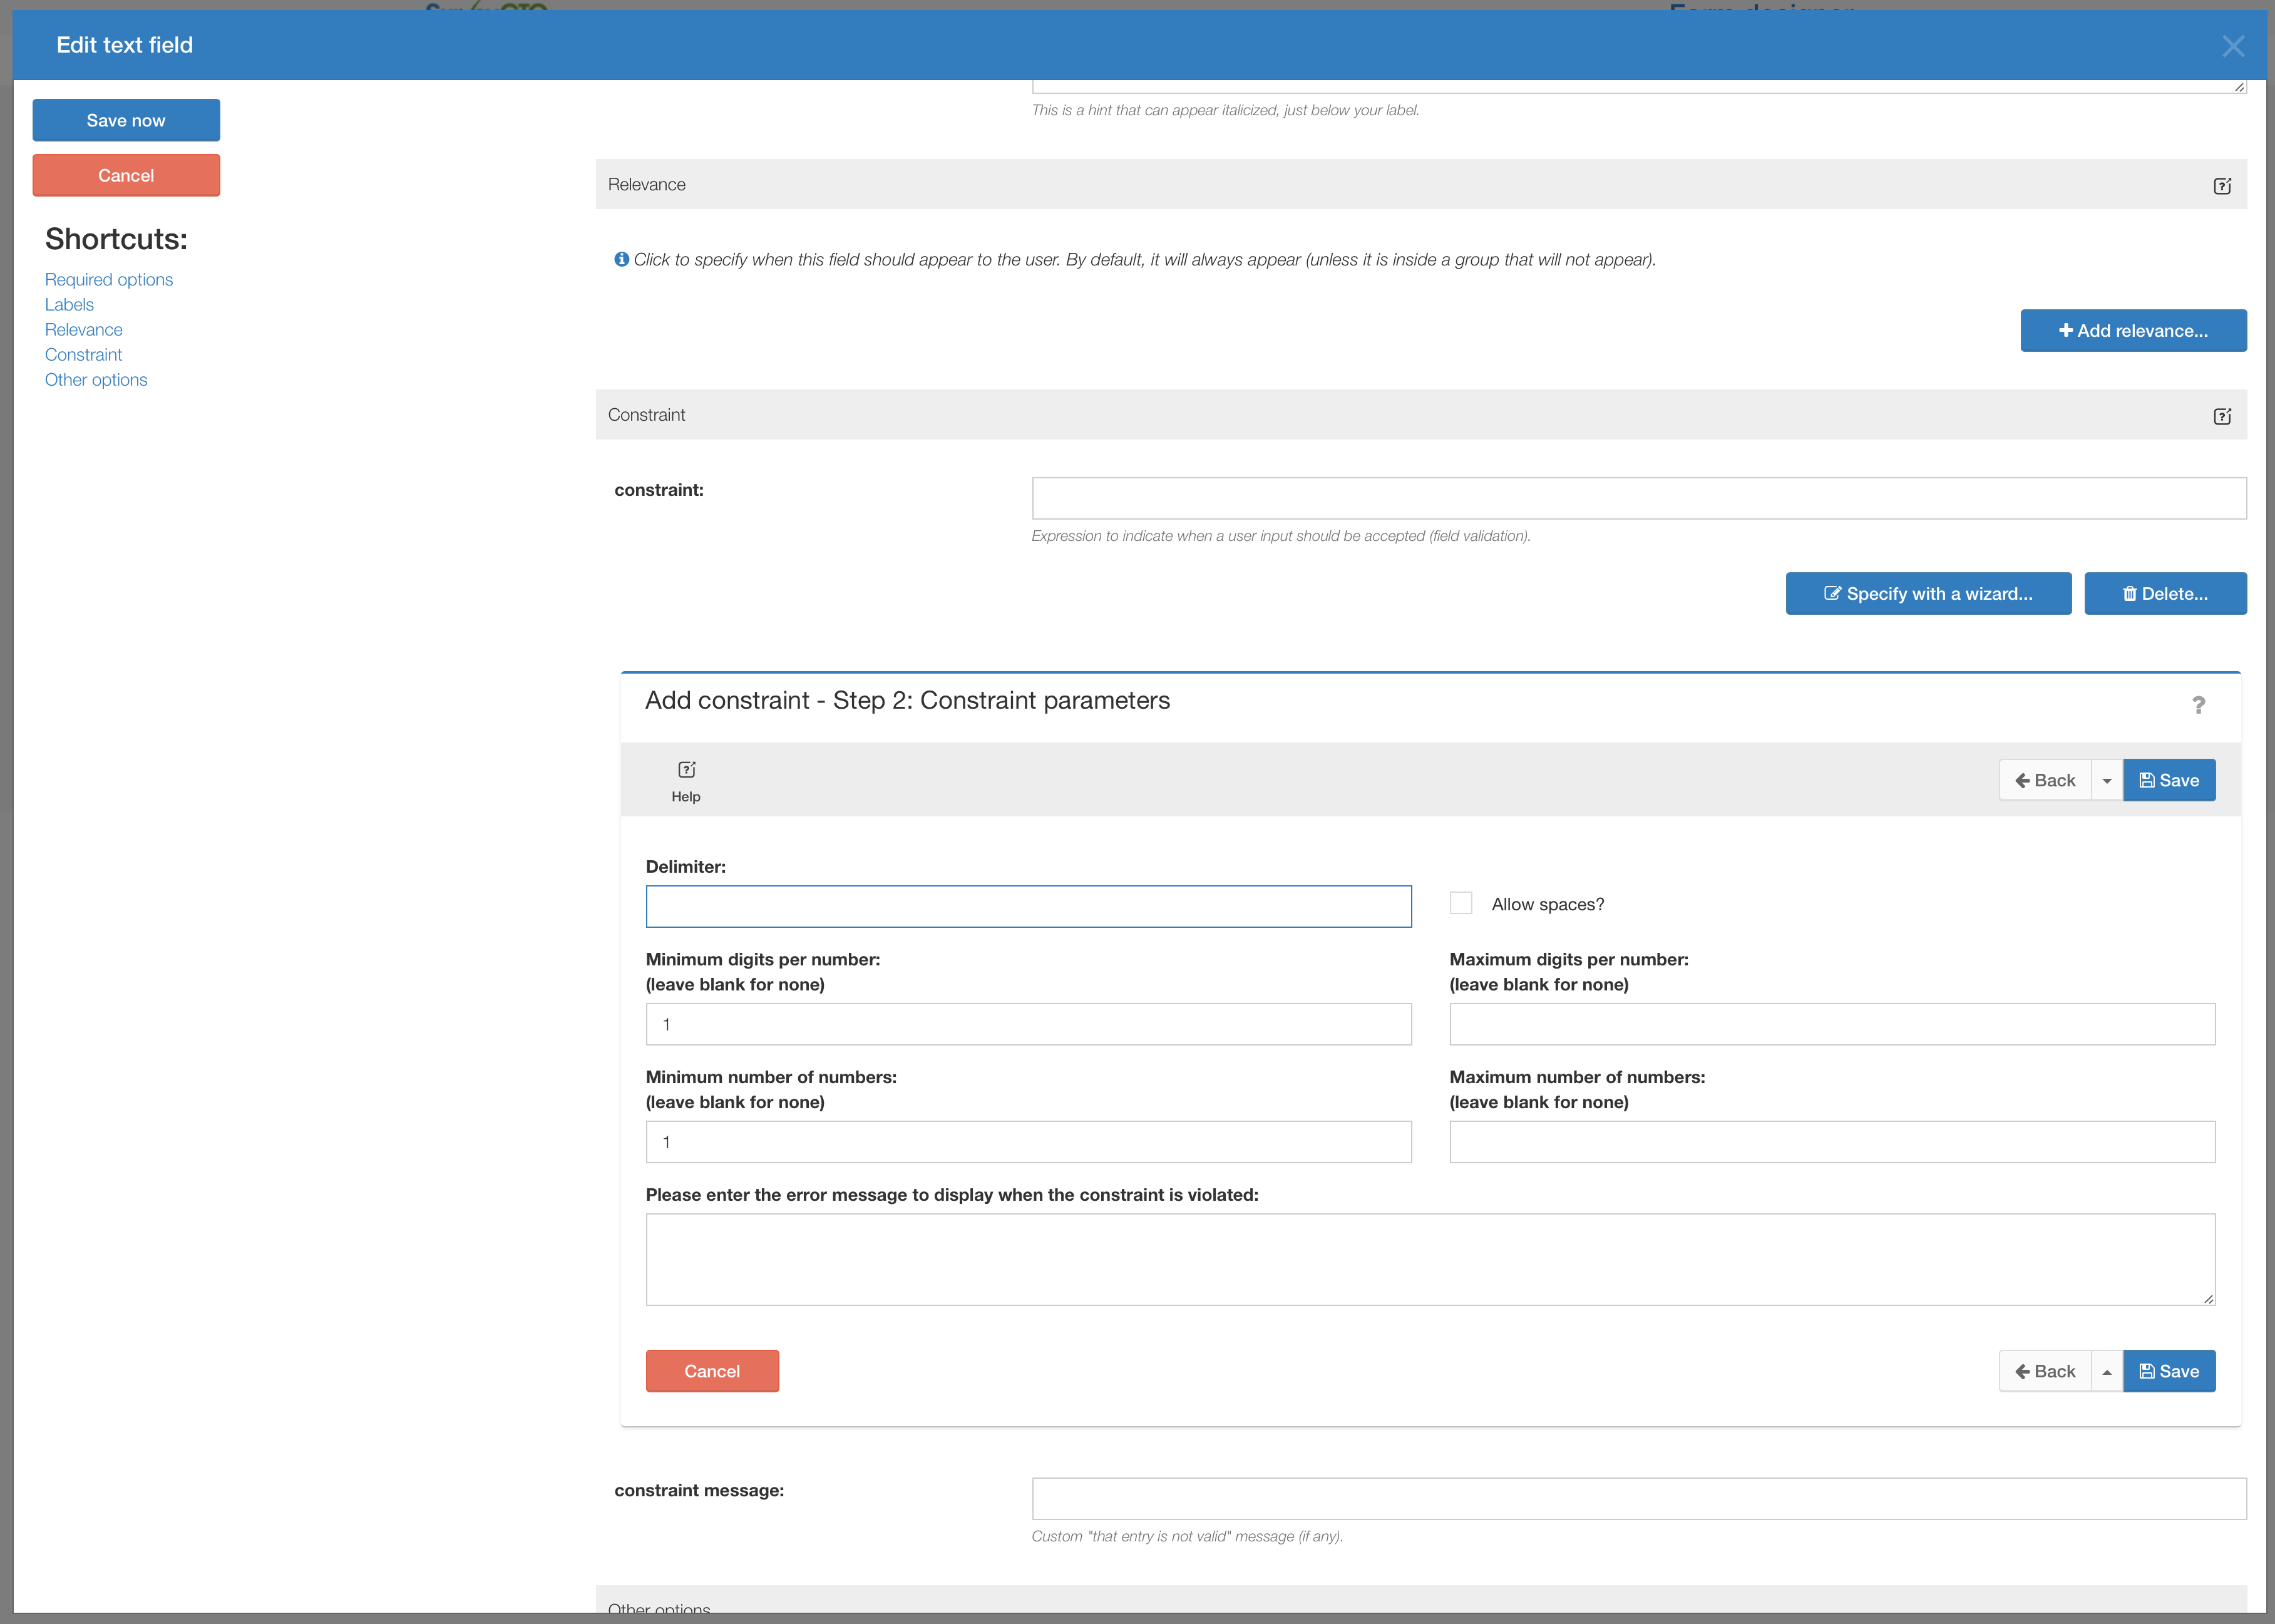 Edit text field
Save now
Cancel
Shortcuts:
Required options
Labels
Relevance
Constraint
Other options
This is a hint that can appear italicized, just below your label.
Relevance
Click to specify when this field should appear to the user. By default, it will always appear (unless it is inside a group that will not appear).
Add relevance...
Constraint
constraint:
Expression to indicate when a user input should be accepted (field validation).
Specify with a wizard...
Delete...
Add constraint - Step 2: Constraint parameters
?
Help
Back
Save
Delimiter:
Allow spaces?
Minimum digits per number:
(leave blank for none)
1
Maximum digits per number:
(leave blank for none)
Minimum number of numbers:
(leave blank for none)
1
Maximum number of numbers:
(leave blank for none)
Please enter the error message to display when the constraint is violated:
Cancel
Back
Save
constraint message:
Custom "that entry is not valid" message (if any).
Other options